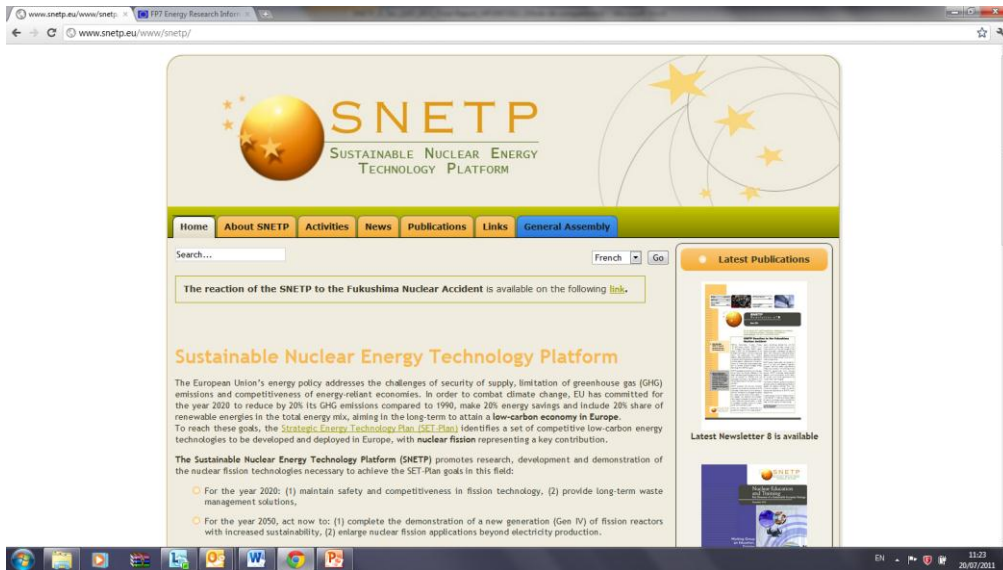 www.snetp.eu/www/snetp
FP7 Energy Research Inform
www.snetp.eu/www/snetp/
SNETP
SUSTAINABLE NUCLEAR ENERGY
TECHNOLOGY PLATFORM
Home About SNETP Activities News Publications Links General Assembly
Search...
French Go
The reaction of the SNETP to the Fukushima Nuclear Accident is available on the following link.
Sustainable Nuclear Energy Technology Platform
The European Union's energy policy addresses the challenges of security of supply, limitation of greenhouse gas (GHG)
emissions and competitiveness of energy-reliant economies. In order to combat climate change, EU has committed for
the year 2020 to reduce by 20% its GHG emissions compared to 1990, make 20% energy savings and include 20% share of
renewable energies in the total energy mix, aiming in the long-term to attain a low-carbon economy in Europe.
To reach these goals, the Strategic Energy Technology Plan (SET-Plan) identifies a set of competitive low-carbon energy
technologies to be developed and deployed in Europe, with nuclear fission representing a key contribution.
The Sustainable Nuclear Energy Technology Platform (SNETP) promotes research, development and demonstration of
the nuclear fission technologies necessary to achieve the SET-Plan goals in this field:
For the year 2020: (1) maintain safety and competitiveness in fission technology, (2) provide long-term waste
management solutions,
For the year 2050, act now to: (1) complete the demonstration of a new generation (Gen IV) of fission reactors
with increased sustainability, (2) enlarge nuclear fission applications beyond electricity production.
Latest Publications
SNETP
Latest Newsletter 8 is available
SNETP
Nuclear Education
and Training
EN
11:23
20/07/2011